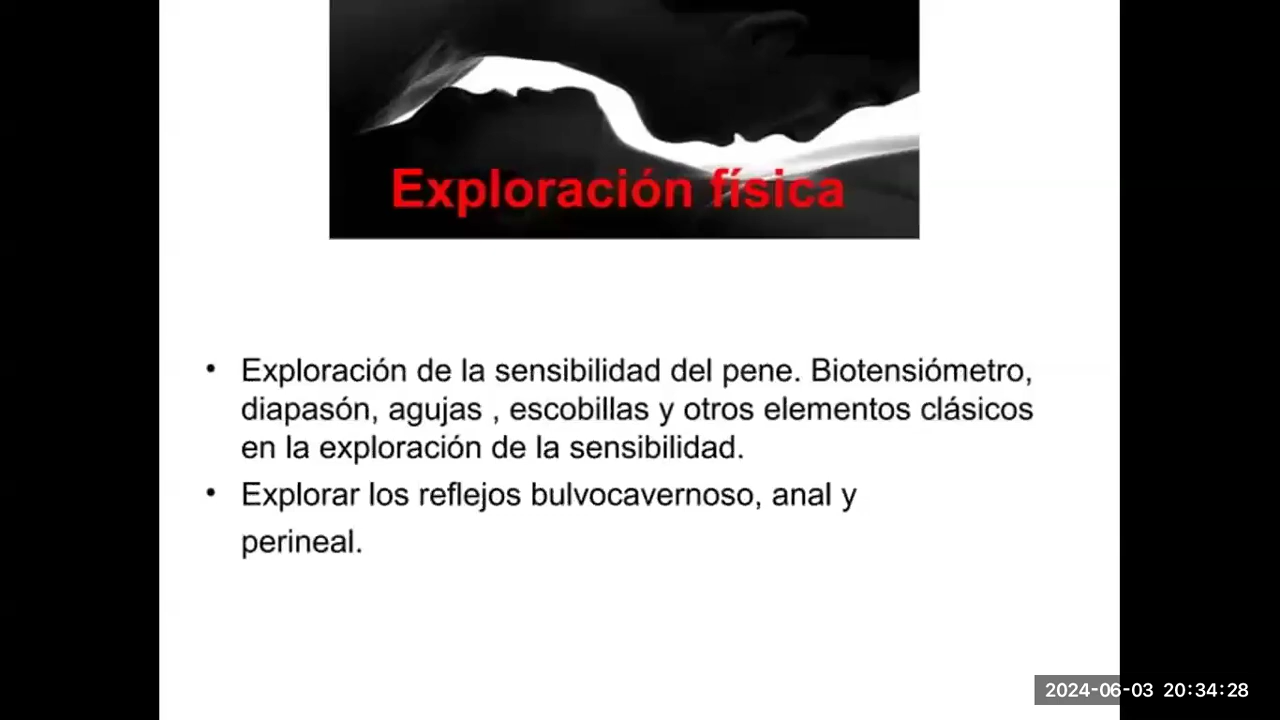 Exploración física
• Exploración de la sensibilidad del pene. Biotensiómetro,
diapasón, agujas , escobillas y otros elementos clásicos
en la exploración de la sensibilidad.
• Explorar los reflejos bulvocavernoso, anal y
perineal.
2024-06-03 20:34:28